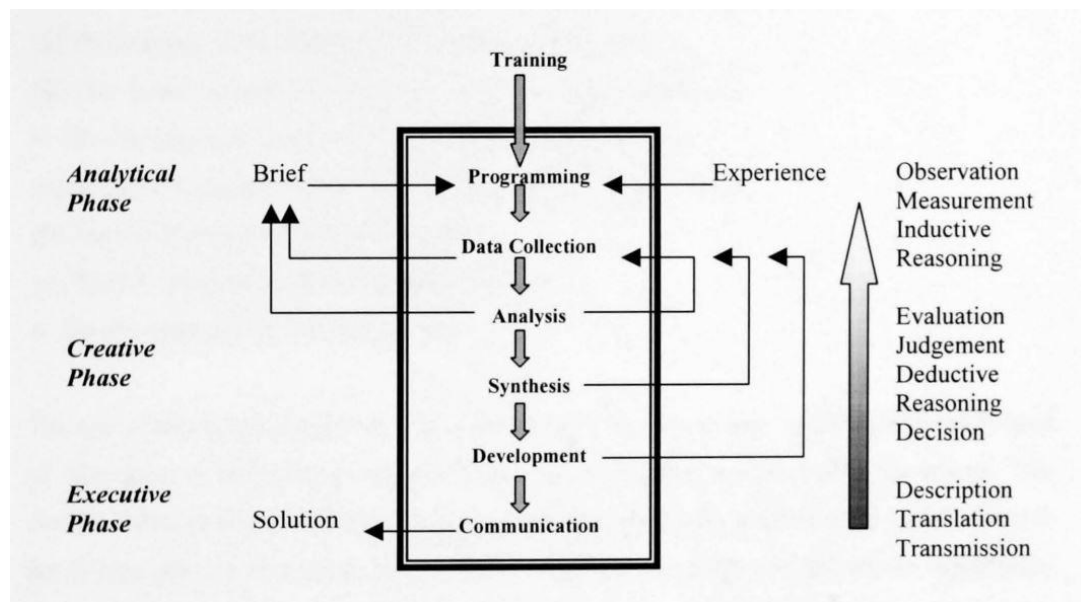 Training
Analytical
Phase
Brief
Programming
Experience
Observation
Measurement
Inductive
Reasoning
Data Collection
Analysis
Evaluation
Judgement
Deductive
Reasoning
Decision
Creative
Phase
Synthesis
Development
Executive
Phase
Solution
Communication
Description
Translation
Transmission